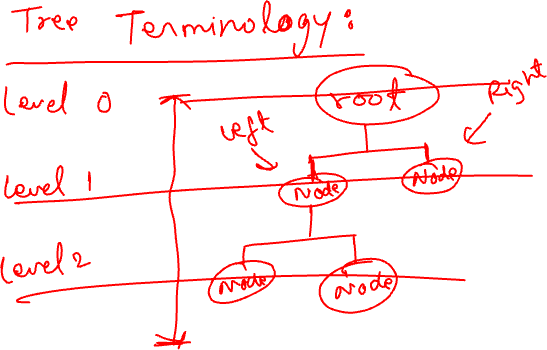 Tree Terminology:
Level 0
root
Left
Right
Level 1
Node
Node
Level 2
Node
Node